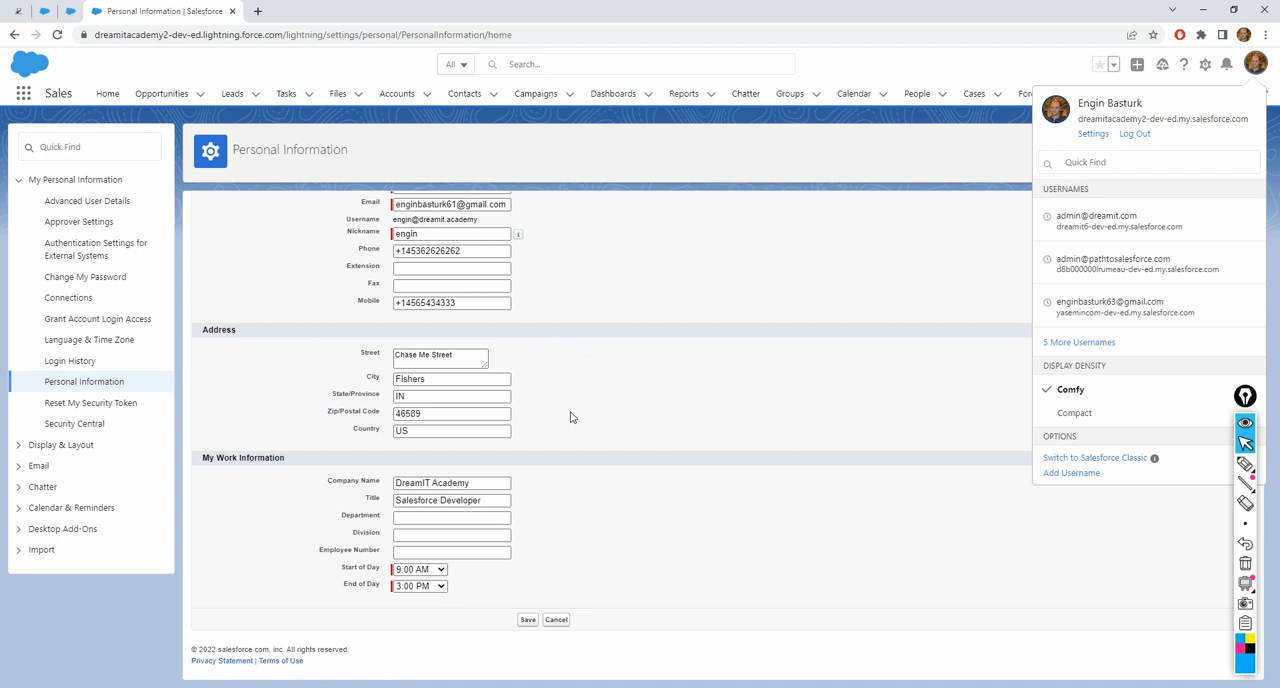 Personal Information | Salesforce
dreamitacademy2-dev-ed.lightning.force.com/lightning/settings/personal/PersonalInformation/home
All
Search...
Sales
Home
Opportunities
Leads
Tasks
Files
Accounts
Contacts
Campaigns
Dashboards
Reports
Chatter
Groups
Calendar
People
Cases
For
Quick Find
My Personal Information
Advanced User Details
Approver Settings
Authentication Settings for
External Systems
Change My Password
Connections
Grant Account Login Access
Language & Time Zone
Login History
Personal Information
Reset My Security Token
Security Central
Display & Layout
Email
Chatter
Calendar & Reminders
Desktop Add-Ons
Import
Personal Information
Email enginbasturk61@gmail.com
Username engin@dreamit.academy
Nickname engin
Phone +145362626262
Extension
Fax
Mobile +14565434333
Address
Street Chase Me Street
City Fishers
State/Province IN
Zip/Postal Code 46589
Country US
My Work Information
Company Name DreamIT Academy
Title Salesforce Developer
Department
Division
Employee Number
Start of Day 9:00 AM
End of Day 3:00 PM
Save Cancel
© 2022 salesforce.com, inc. All rights reserved.
Privacy Statement | Terms of Use
Engin Basturk
dreamitacademy2-dev-ed.my.salesforce.com
Settings Log Out
Quick Find
USERNAMES
admin@dreamit.com
dreamit6-dev-ed.my.salesforce.com
admin@pathtosalesforce.com
d8b000000lrumeau-dev-ed.my.salesforce.com
enginbasturk63@gmail.com
yasemincom-dev-ed.my.salesforce.com
5 More Usernames
DISPLAY DENSITY
Comfy
Compact
OPTIONS
Switch to Salesforce Classic
Add Username